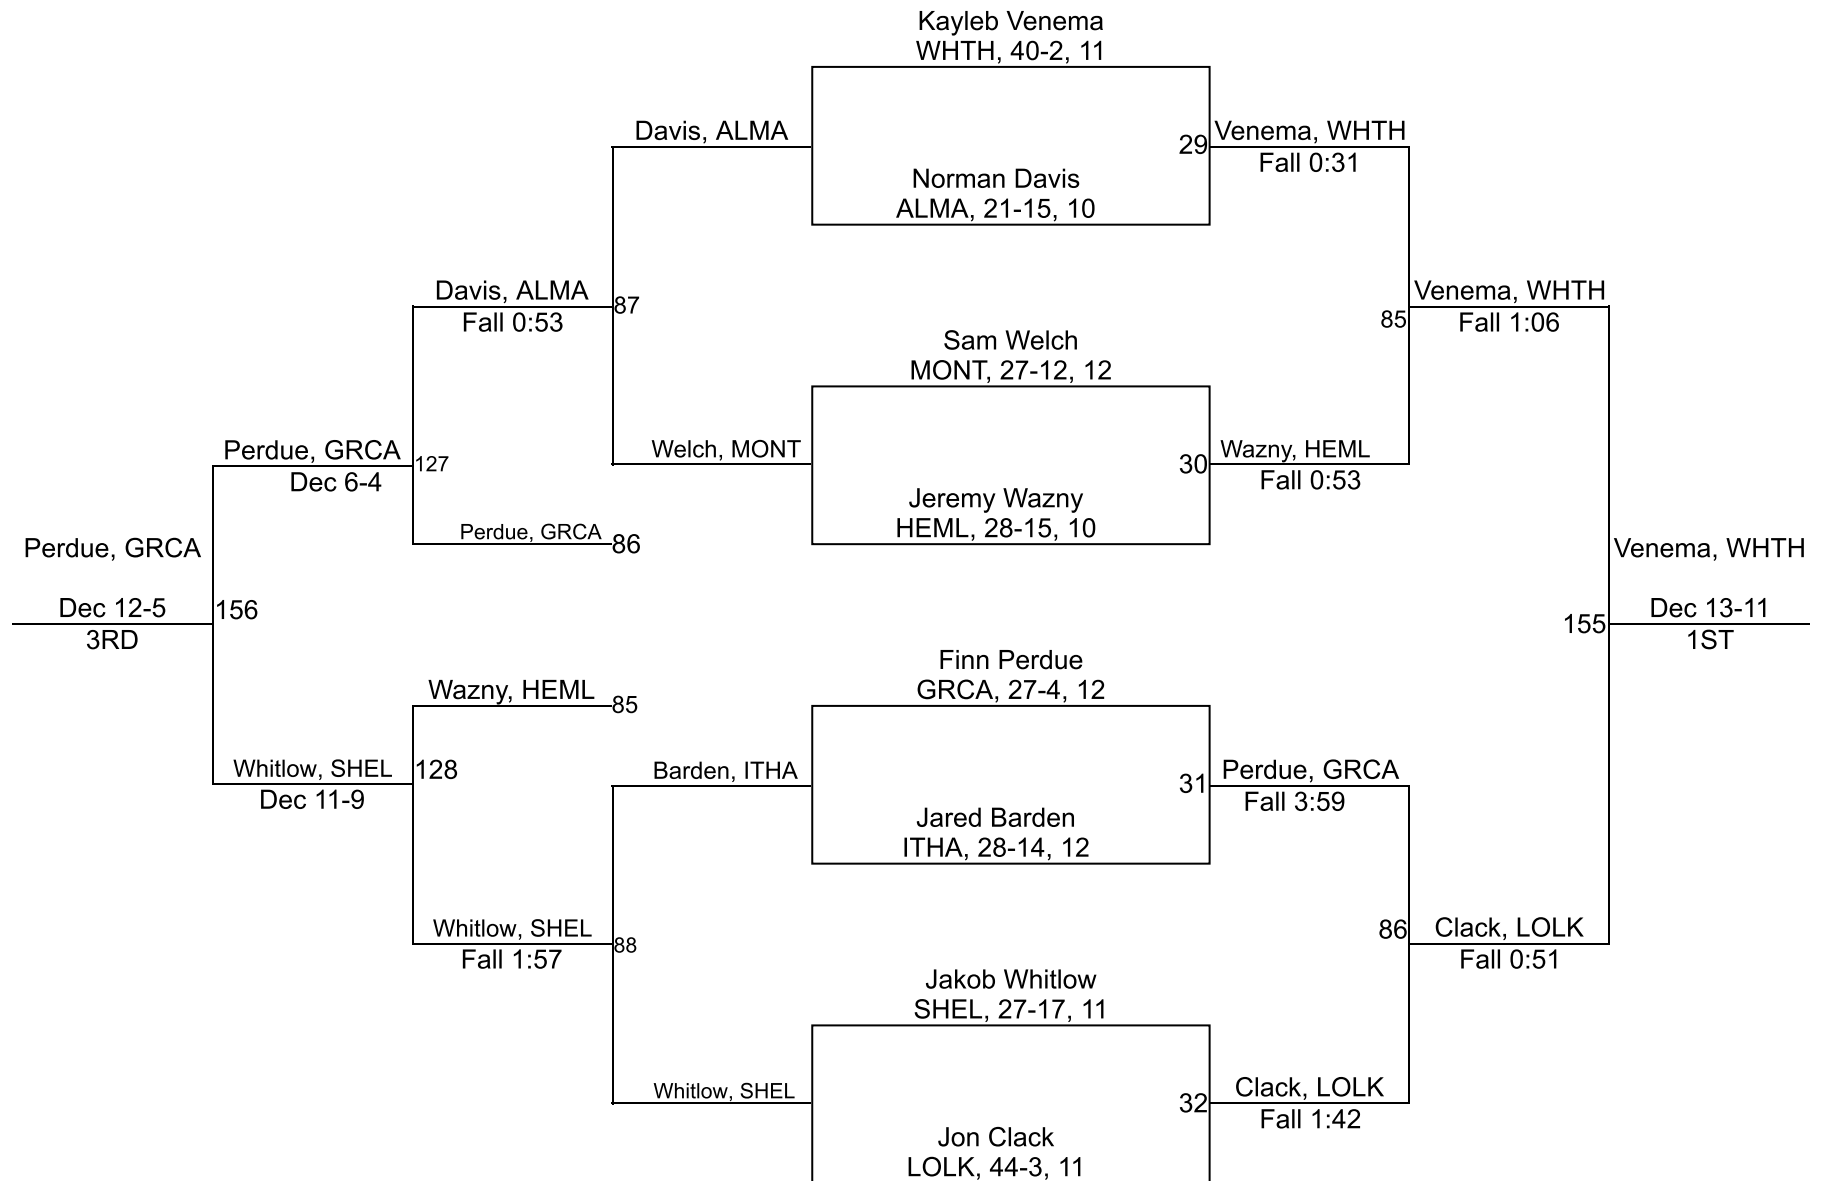 Kayleb Venema
WHTH, 40-2, 11
Davis, ALMA
29
Venema, WHTH
Fall 0:31
Norman Davis
ALMA, 21-15, 10
Davis, ALMA
Fall 0:53
87
Venema, WHTH
Fall 1:06
85
Sam Welch
MONT, 27-12, 12
Perdue, GRCA
Dec 6-4
127
Welch, MONT
30
Wazny, HEML
Fall 0:53
Jeremy Wazny
HEML, 28-15, 10
Perdue, GRCA
86
Perdue, GRCA
Dec 12-5
3RD
156
Venema, WHTH
155
Dec 13-11
1ST
Finn Perdue
GRCA, 27-4, 12
Wazny, HEML
85
Whitlow, SHEL
Dec 11-9
128
Barden, ITHA
31
Perdue, GRCA
Fall 3:59
Jared Barden
ITHA, 28-14, 12
Whitlow, SHEL
Fall 1:57
88
86
Clack, LOLK
Fall 0:51
Jakob Whitlow
SHEL, 27-17, 11
Whitlow, SHEL
32
Clack, LOLK
Fall 1:42
Jon Clack
LOLK, 44-3, 11